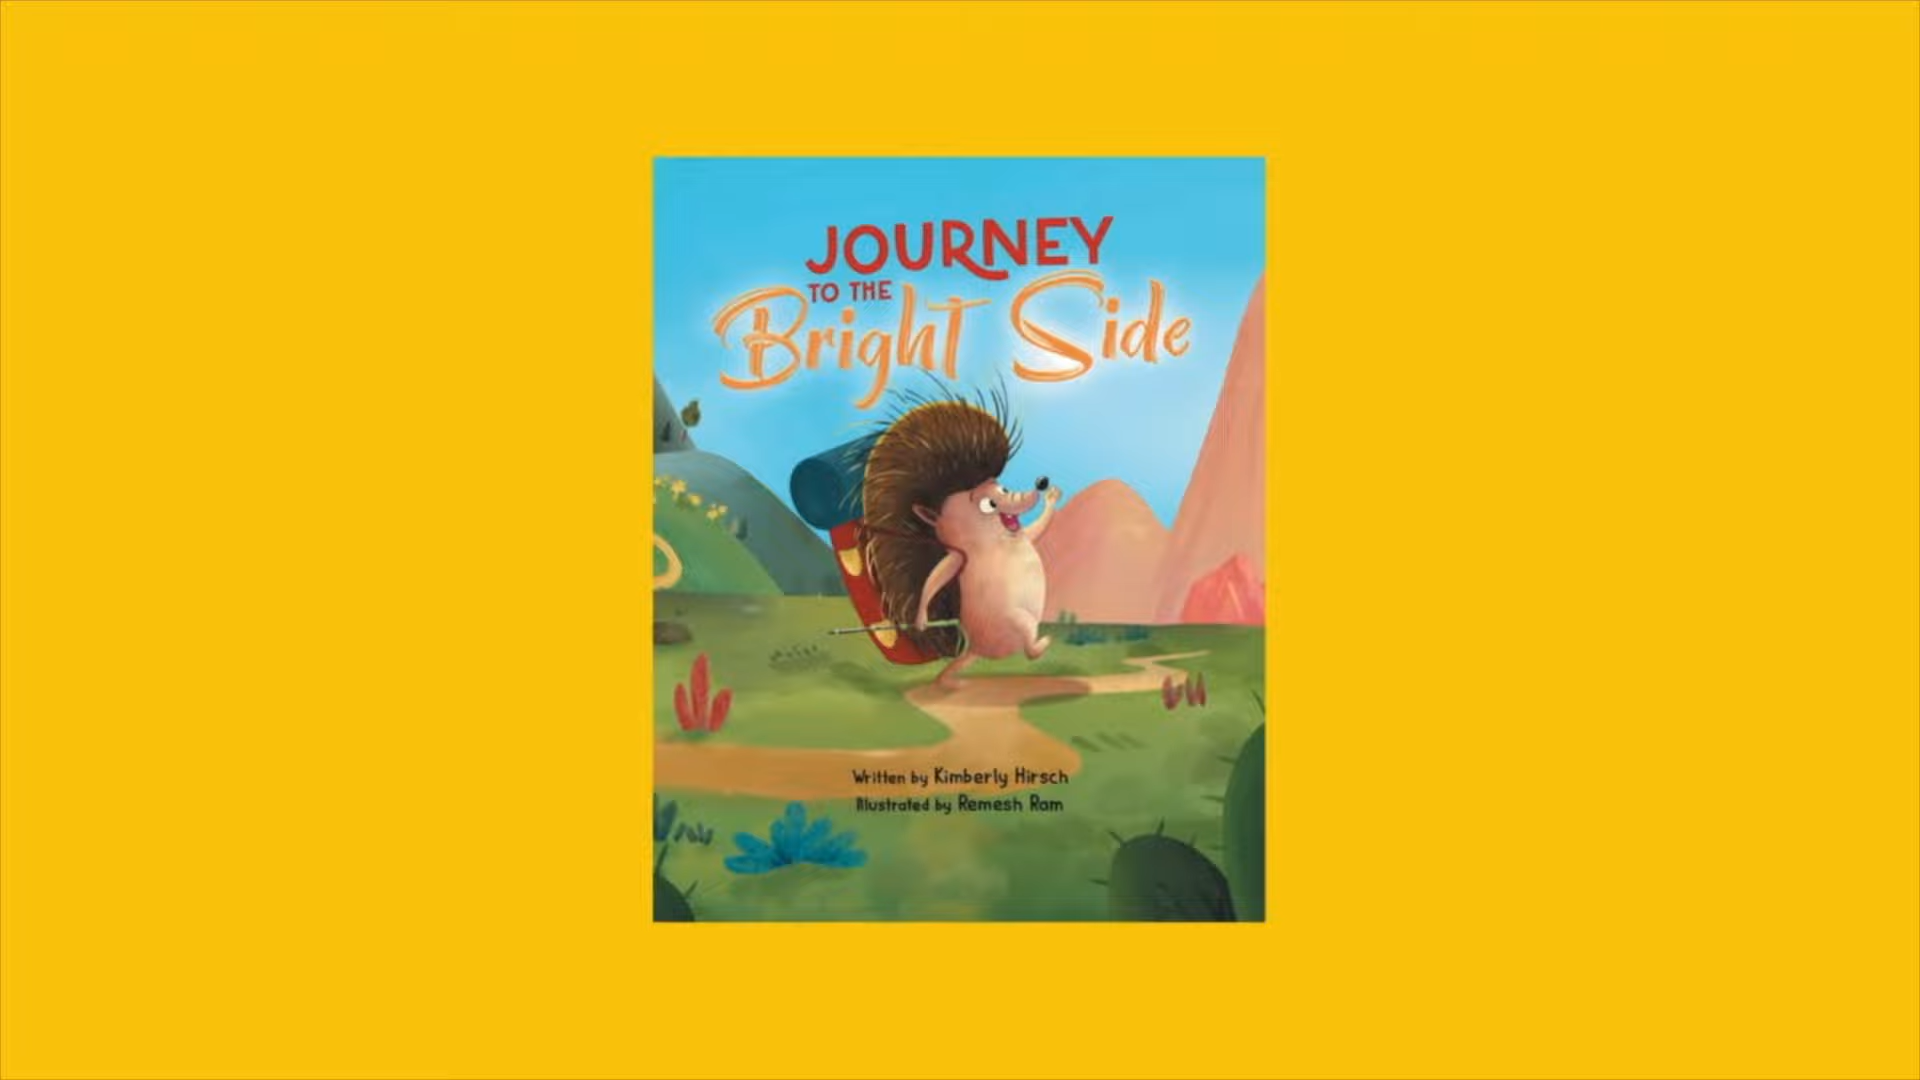 JOURNEY
TO THE
Bright Side
Written by Kimberly Hirsch
Illustrated by Remesh Ram